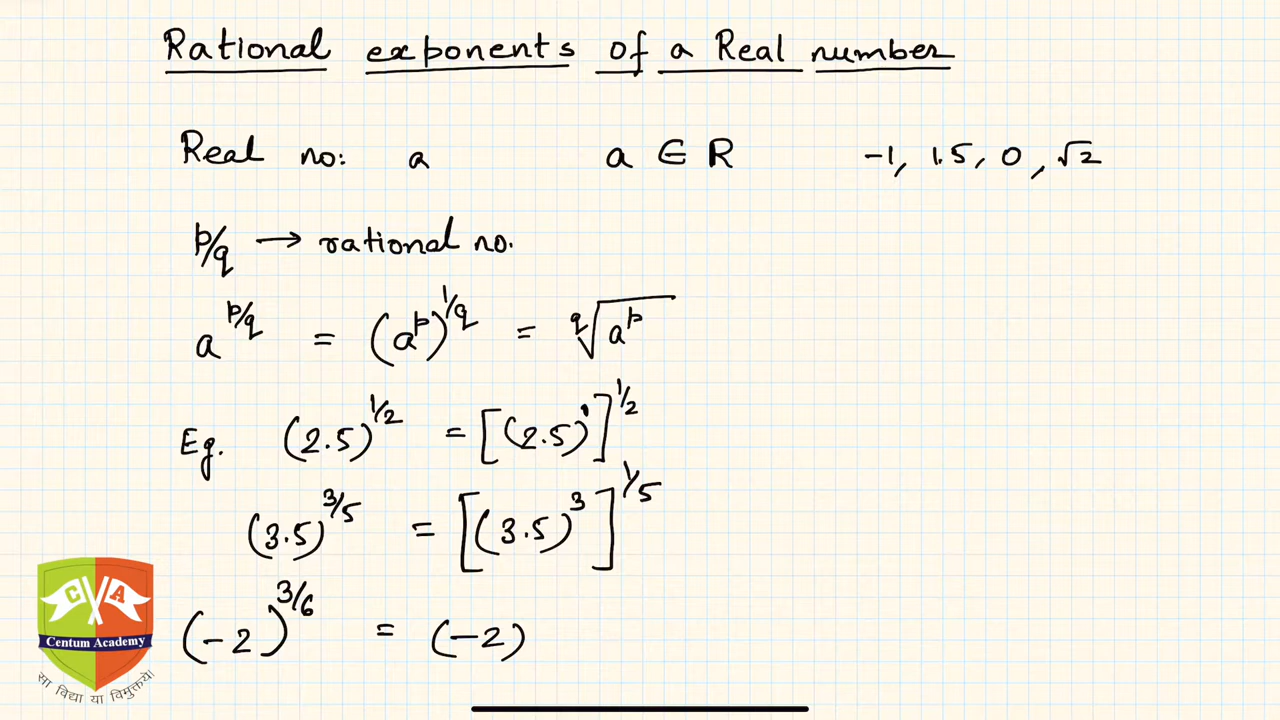 Rational exponents of a Real number
Real no: a a ∈ R -1, 1.5, 0, √2
p/q → rational no.
a^{p/q} = (a^p)^{1/q} = ^q√(a^p)
Eg. (2.5)^{1/2} = [(2.5)^1]^{1/2}
(3.5)^{3/5} = [(3.5)^3]^{1/5}
(-2)^{3/6} = (-2)
C A
Centum Academy
सा विद्या या विमुक्तये।